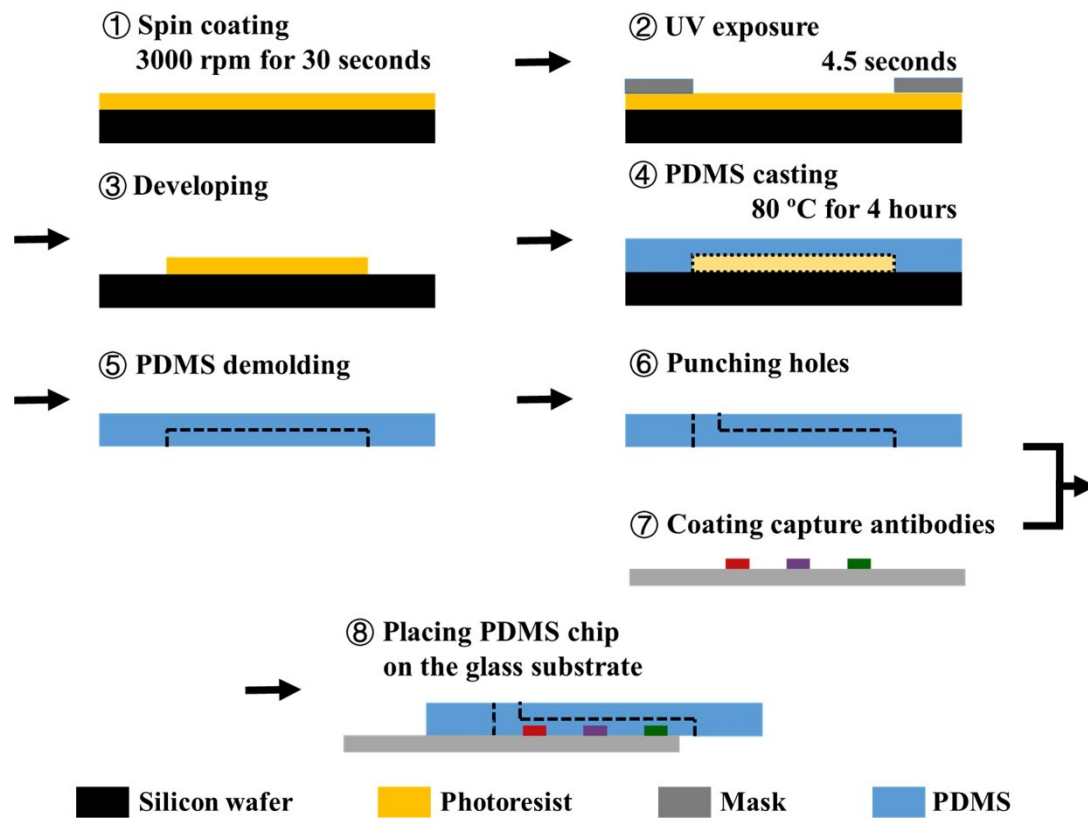 ① Spin coating
3000 rpm for 30 seconds
② UV exposure
4.5 seconds
③ Developing
④ PDMS casting
80 ºC for 4 hours
⑤ PDMS demolding
⑥ Punching holes
⑦ Coating capture antibodies
⑧ Placing PDMS chip
on the glass substrate
Silicon wafer
Photoresist
Mask
PDMS